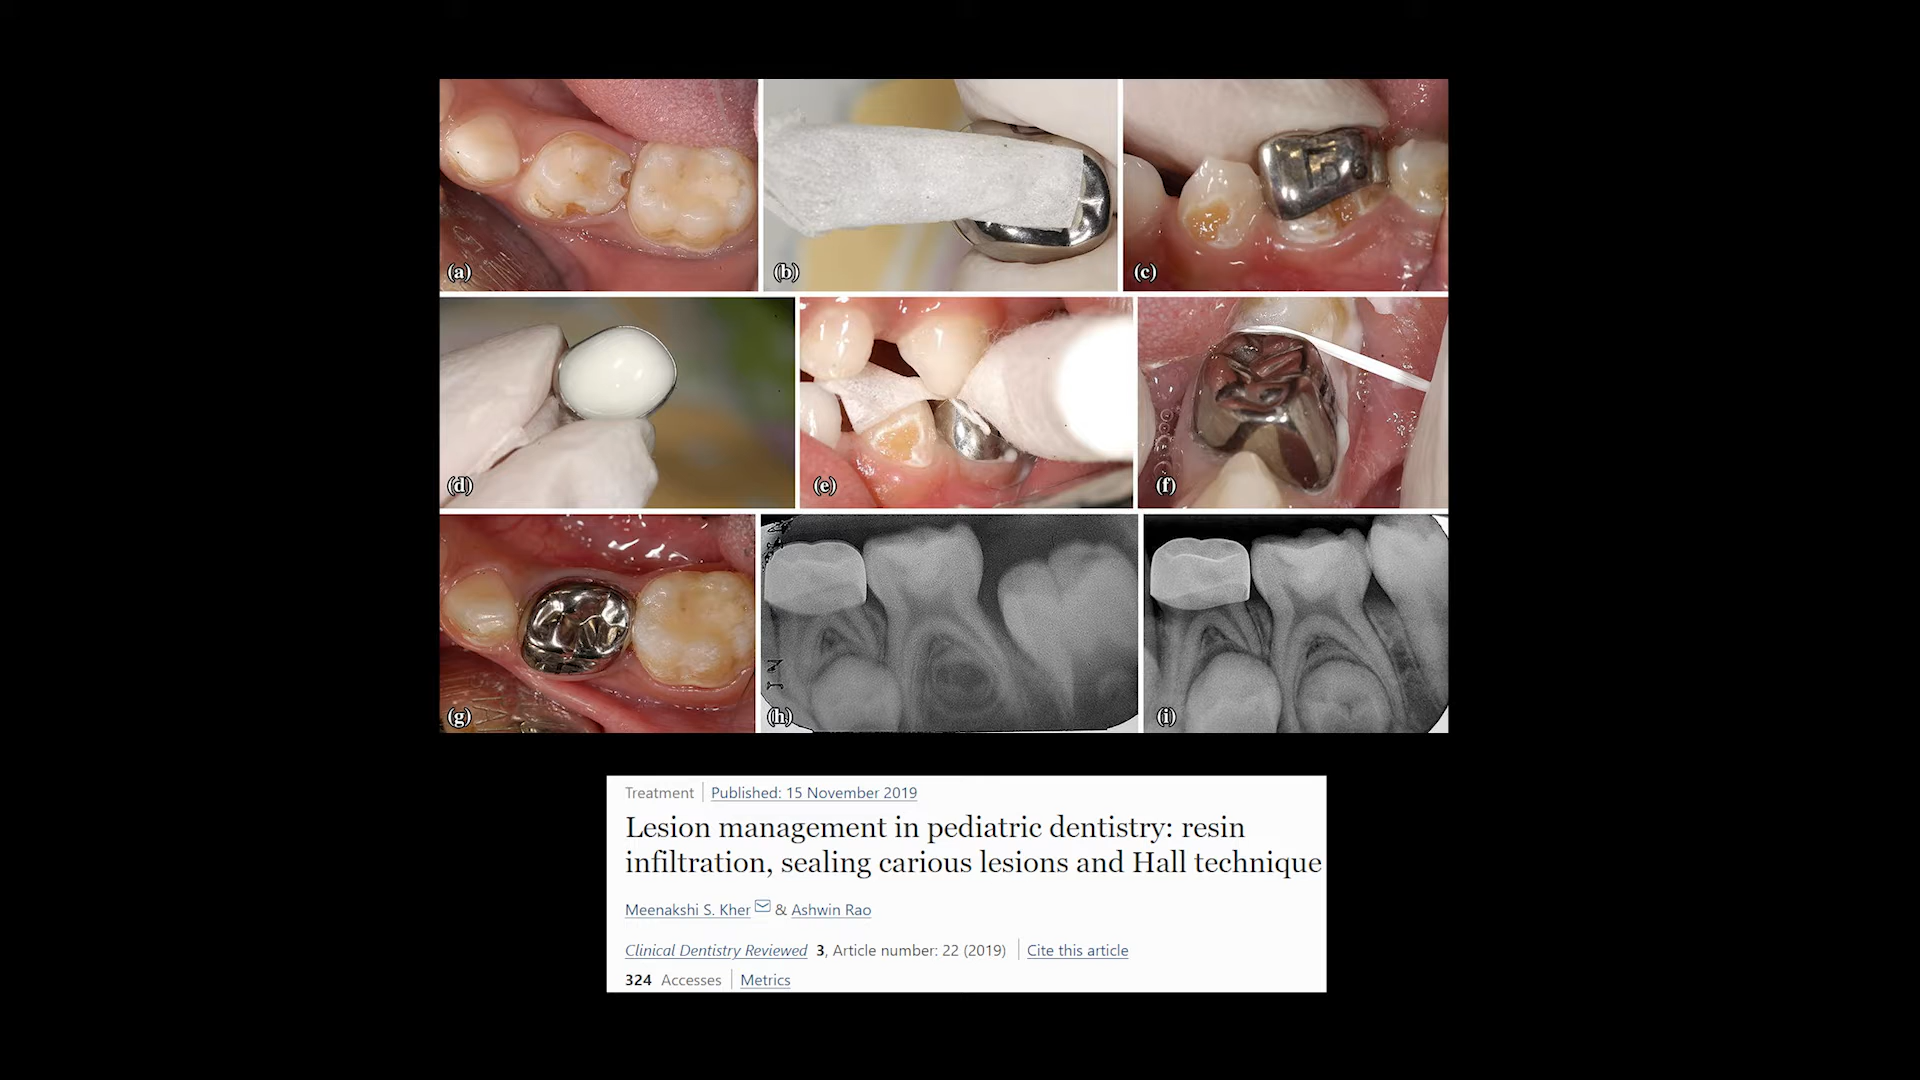 (a)
(b)
(c)
(d)
(e)
(f)
(g)
(h)
(i)
Treatment Published: 15 November 2019
Lesion management in pediatric dentistry: resin
infiltration, sealing carious lesions and Hall technique
Meenakshi S. Kher & Ashwin Rao
Clinical Dentistry Reviewed 3, Article number: 22 (2019) Cite this article
324 Accesses Metrics